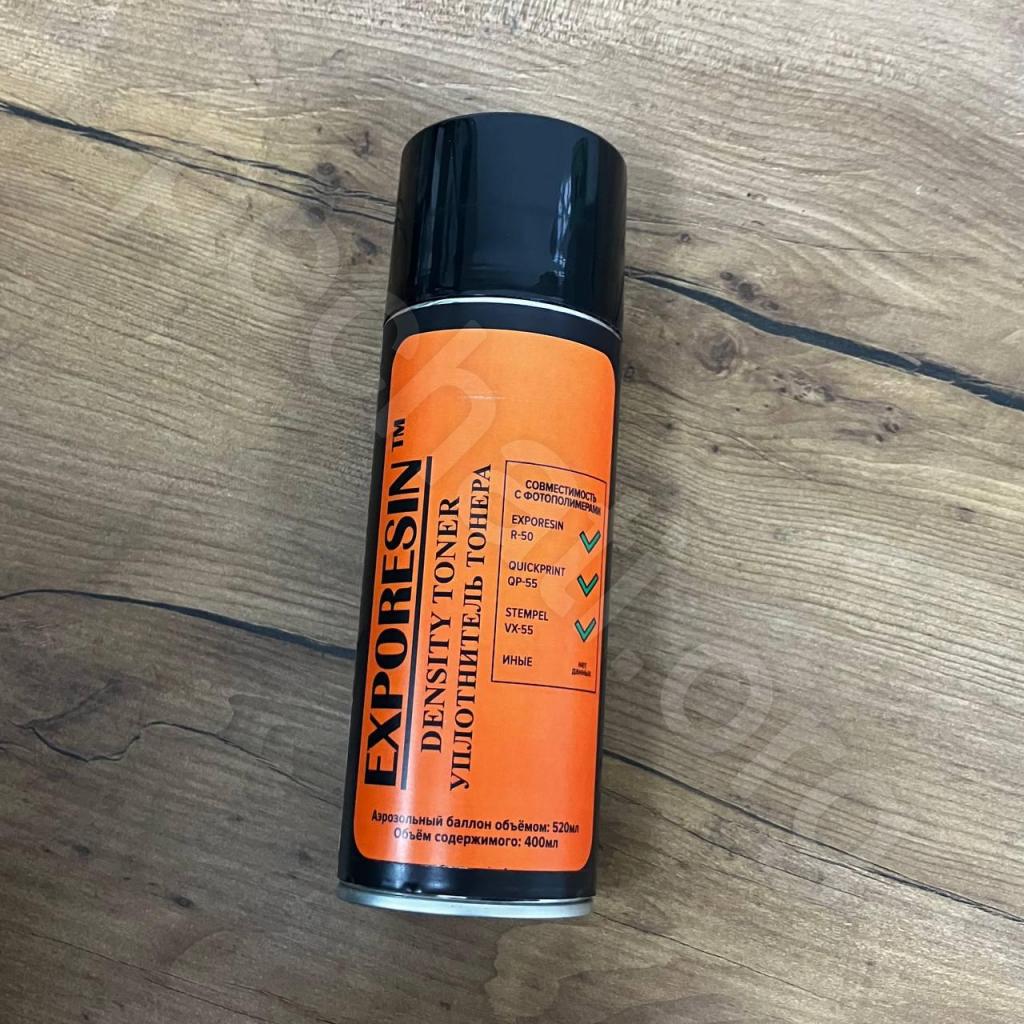 EXPORESIN™
DENSITY TONER
УПЛОТНИТЕЛЬ ТОНЕРА
СОВМЕСТИМОСТЬ
С ФОТОПОЛИМЕРАМИ
EXPORESIN
R-50
QUICKPRINT
QP-55
STEMPEL
VX-55
ИНЫЕ
НЕТ
ДАННЫХ
Аэрозольный баллон объёмом: 520мл
Объём содержимого: 400мл